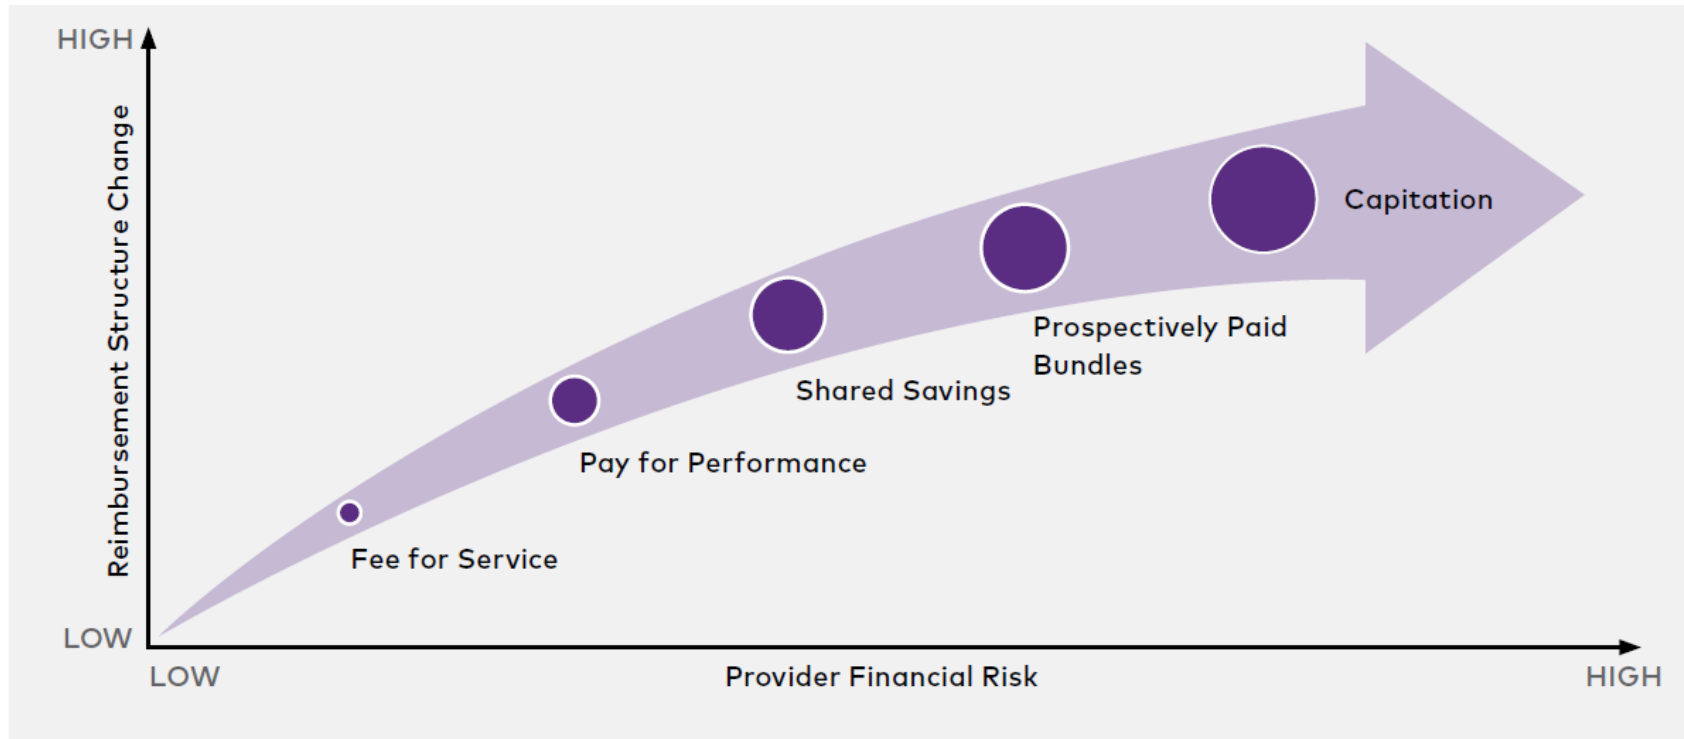 HIGH
Reimbursement Structure Change
Capitation
Prospectively Paid
Bundles
Shared Savings
Pay for Performance
Fee for Service
LOW
LOW
Provider Financial Risk
HIGH